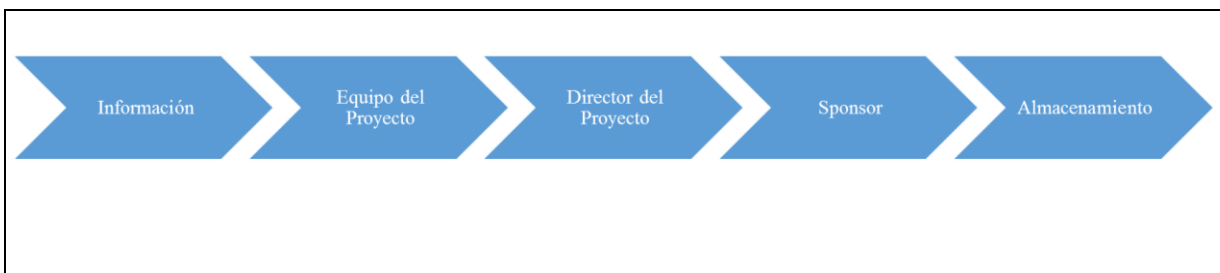 Información
Equipo del
Proyecto
Director del
Proyecto
Sponsor
Almacenamiento